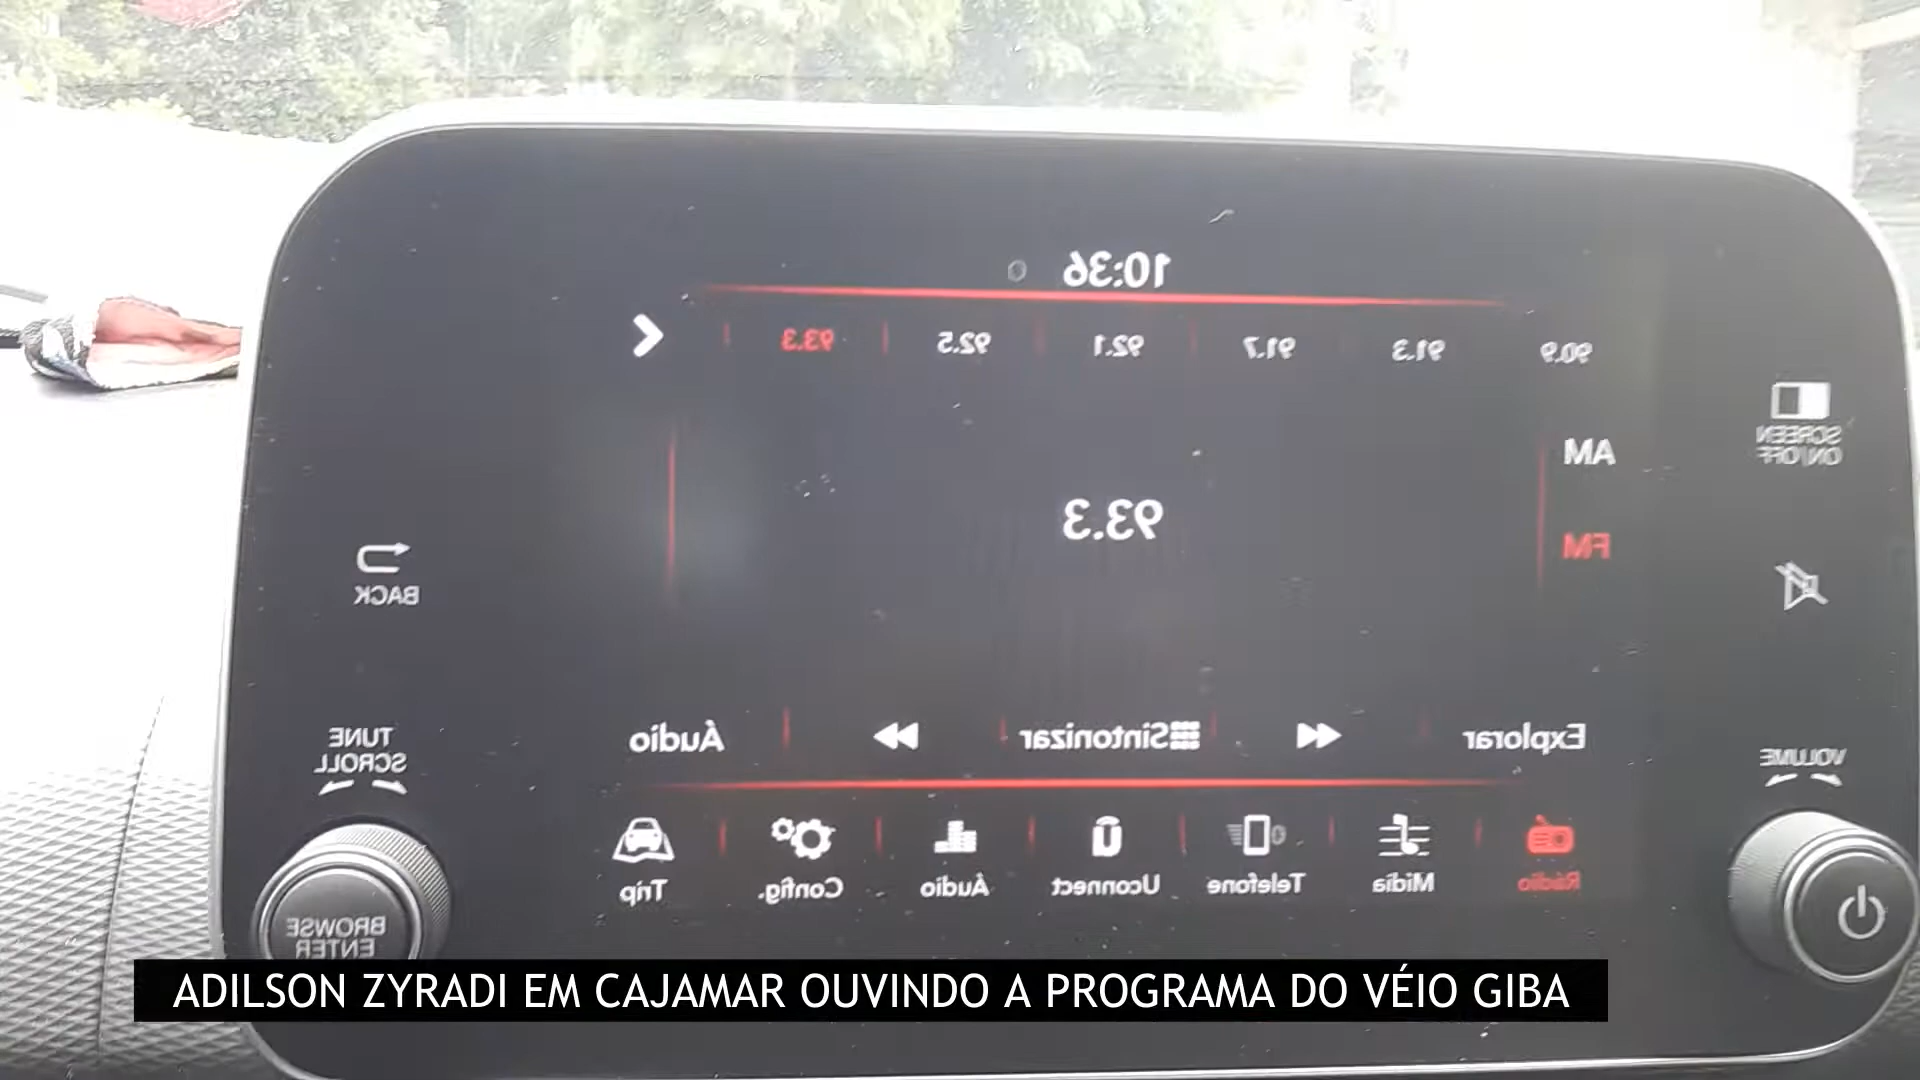 10:36
90.9 91.3 91.7 92.1 92.5 93.3
SCREEN
ON/OFF
AM
93.3
FM
BACK
Explorar Sintonizar Áudio
TUNE
SCROLL
VOLUME
Rádio Mídia Telefone Uconnect Áudio Config. Trip
BROWSE
ENTER
ADILSON ZYRADI EM CAJAMAR OUVINDO A PROGRAMA DO VÉIO GIBA